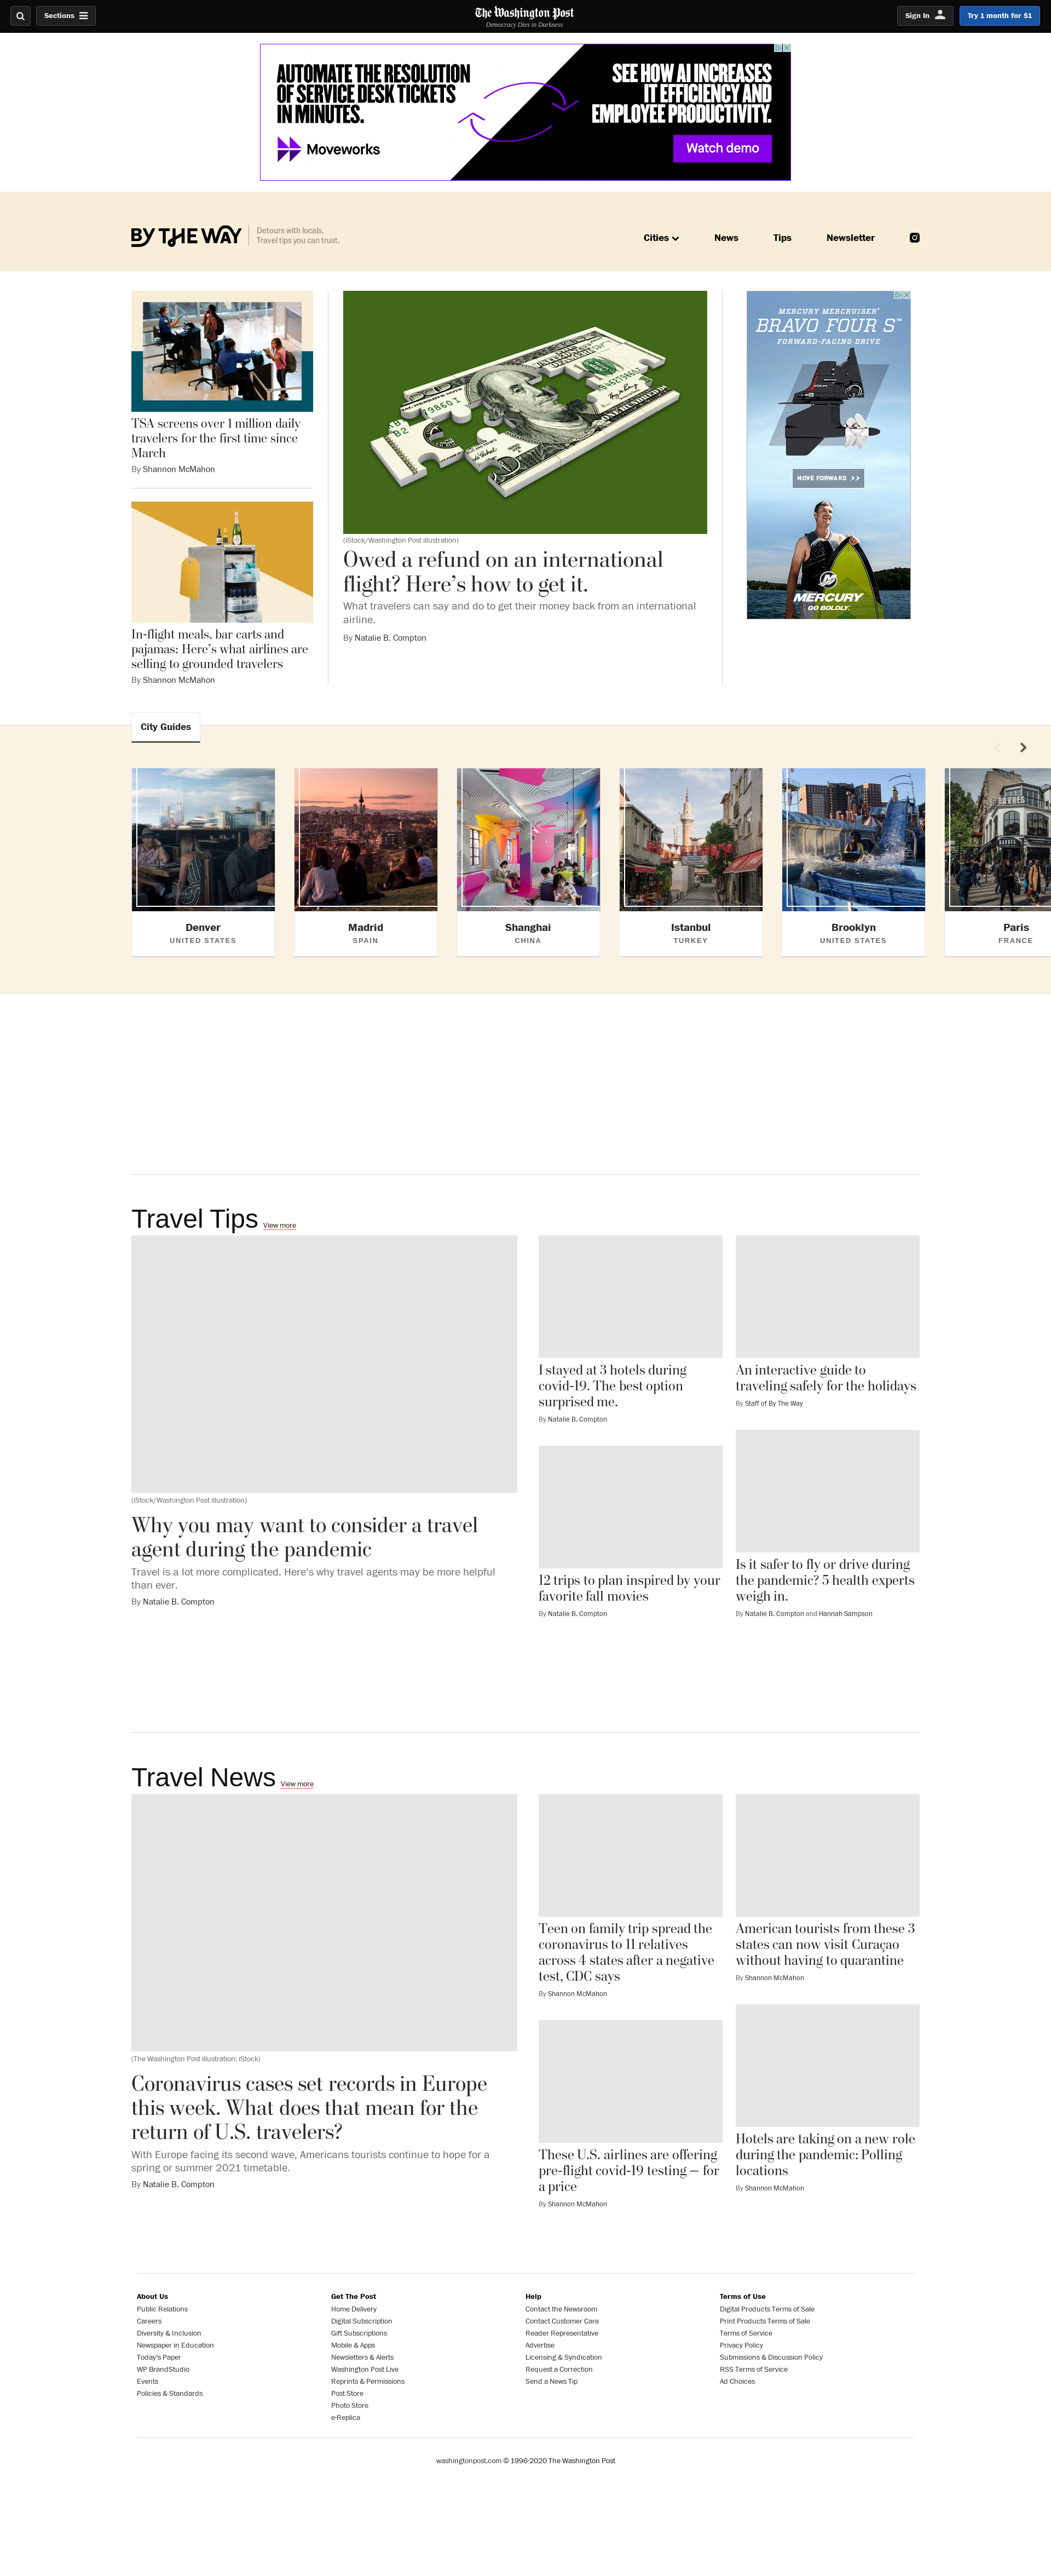 Sections
The Washington Post
Democracy Dies in Darkness
Sign In
Try 1 month for $1
AUTOMATE THE RESOLUTION
OF SERVICE DESK TICKETS
IN MINUTES.
Moveworks
SEE HOW AI INCREASES
IT EFFICIENCY AND
EMPLOYEE PRODUCTIVITY.
Watch demo
BY THE WAY
Detours with locals.
Travel tips you can trust.
Cities
News
Tips
Newsletter
TSA screens over 1 million daily
travelers for the first time since
March
By Shannon McMahon
In-flight meals, bar carts and
pajamas: Here's what airlines are
selling to grounded travelers
By Shannon McMahon
(iStock/Washington Post illustration)
Owed a refund on an international
flight? Here's how to get it.
What travelers can say and do to get their money back from an international
airline.
By Natalie B. Compton
MERCURY MERCRUISER®
BRAVO FOUR S™
FORWARD-FACING DRIVE
MOVE FORWARD >>
MERCURY
GO BOLDLY.
City Guides
Denver
UNITED STATES
Madrid
SPAIN
Shanghai
CHINA
Istanbul
TURKEY
Brooklyn
UNITED STATES
BARBES
Paris
FRANCE
Travel Tips View more
(iStock/Washington Post illustration)
Why you may want to consider a travel
agent during the pandemic
Travel is a lot more complicated. Here's why travel agents may be more helpful
than ever.
By Natalie B. Compton
I stayed at 3 hotels during
covid-19. The best option
surprised me.
By Natalie B. Compton
12 trips to plan inspired by your
favorite fall movies
By Natalie B. Compton
An interactive guide to
traveling safely for the holidays
By Staff of By The Way
Is it safer to fly or drive during
the pandemic? 5 health experts
weigh in.
By Natalie B. Compton and Hannah Sampson
Travel News View more
(The Washington Post illustration; iStock)
Coronavirus cases set records in Europe
this week. What does that mean for the
return of U.S. travelers?
With Europe facing its second wave, Americans tourists continue to hope for a
spring or summer 2021 timetable.
By Natalie B. Compton
Teen on family trip spread the
coronavirus to 11 relatives
across 4 states after a negative
test, CDC says
By Shannon McMahon
These U.S. airlines are offering
pre-flight covid-19 testing — for
a price
By Shannon McMahon
American tourists from these 3
states can now visit Curaçao
without having to quarantine
By Shannon McMahon
Hotels are taking on a new role
during the pandemic: Polling
locations
By Shannon McMahon
About Us
Public Relations
Careers
Diversity & Inclusion
Newspaper in Education
Today's Paper
WP BrandStudio
Events
Policies & Standards
Get The Post
Home Delivery
Digital Subscription
Gift Subscriptions
Mobile & Apps
Newsletters & Alerts
Washington Post Live
Reprints & Permissions
Post Store
Photo Store
e-Replica
Help
Contact the Newsroom
Contact Customer Care
Reader Representative
Advertise
Licensing & Syndication
Request a Correction
Send a News Tip
Terms of Use
Digital Products Terms of Sale
Print Products Terms of Sale
Terms of Service
Privacy Policy
Submissions & Discussion Policy
RSS Terms of Service
Ad Choices
washingtonpost.com © 1996-2020 The Washington Post